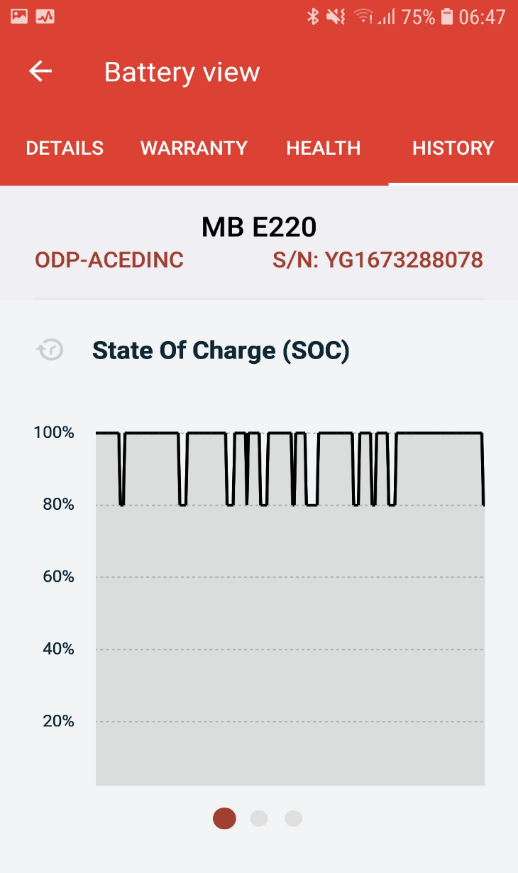 75% 06:47
Battery view
DETAILS WARRANTY HEALTH HISTORY
MB E220
ODP-ACEDINC S/N: YG1673288078
State Of Charge (SOC)
100%
80%
60%
40%
20%